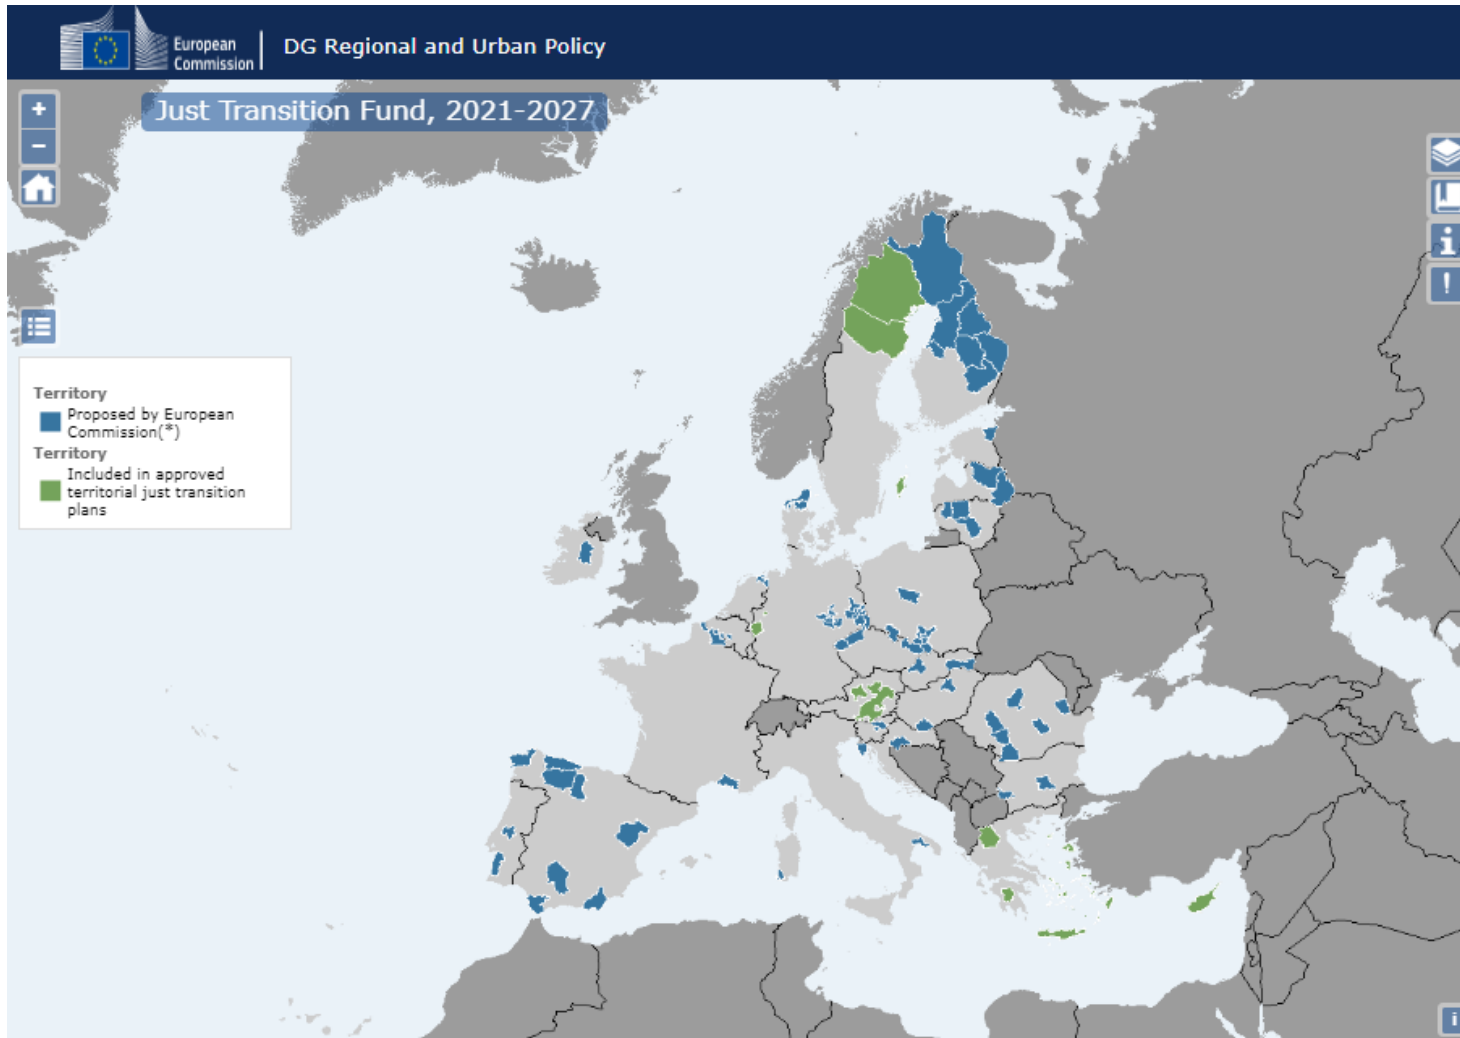 European
Commission
DG Regional and Urban Policy
+
Just Transition Fund, 2021-2027
−
i
!
Territory
Proposed by European
Commission(*)
Territory
Included in approved
territorial just transition
plans
i